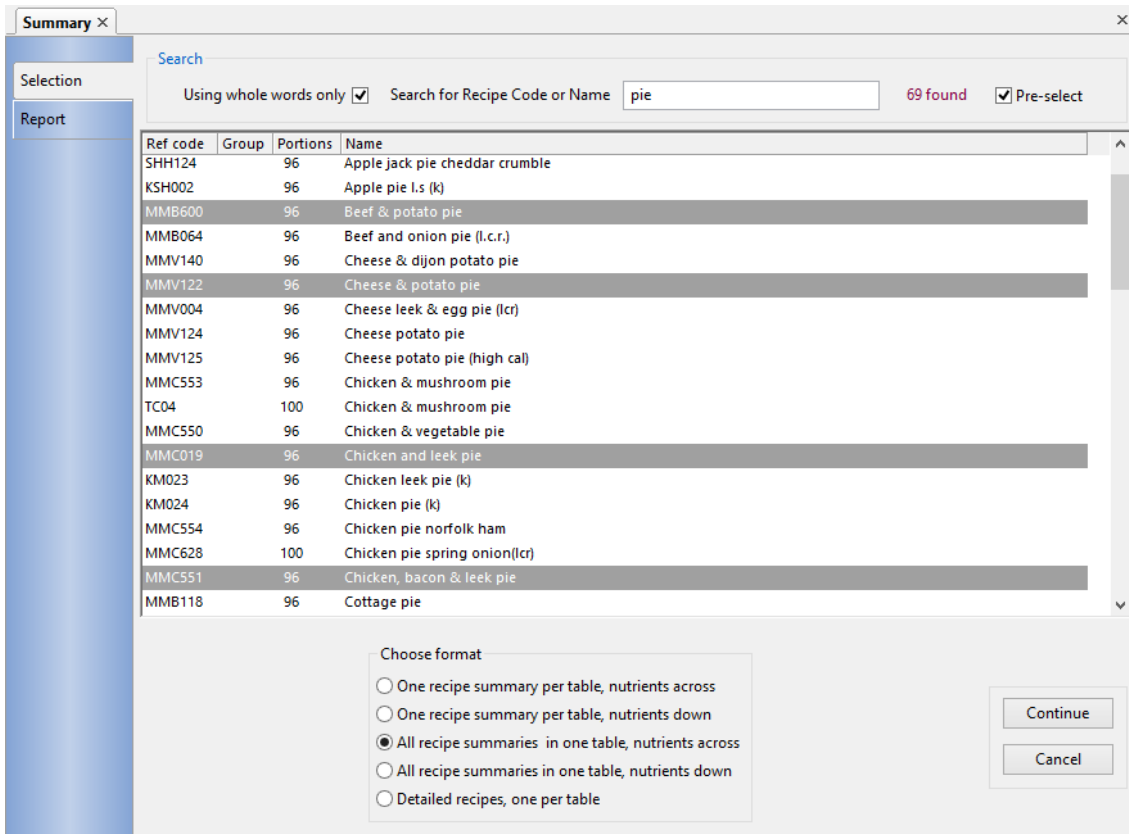 Summary ×
×
Selection
Report
Search
Using whole words only Search for Recipe Code or Name pie 69 found Pre-select
Ref code Group Portions Name
SHH124 96 Apple jack pie cheddar crumble
KSH002 96 Apple pie l.s (k)
MMB600 96 Beef & potato pie
MMB064 96 Beef and onion pie (l.c.r.)
MMV140 96 Cheese & dijon potato pie
MMV122 96 Cheese & potato pie
MMV004 96 Cheese leek & egg pie (lcr)
MMV124 96 Cheese potato pie
MMV125 96 Cheese potato pie (high cal)
MMC553 96 Chicken & mushroom pie
TC04 100 Chicken & mushroom pie
MMC550 96 Chicken & vegetable pie
MMC019 96 Chicken and leek pie
KM023 96 Chicken leek pie (k)
KM024 96 Chicken pie (k)
MMC554 96 Chicken pie norfolk ham
MMC628 100 Chicken pie spring onion(lcr)
MMC551 96 Chicken, bacon & leek pie
MMB118 96 Cottage pie
Choose format
One recipe summary per table, nutrients across
One recipe summary per table, nutrients down
All recipe summaries in one table, nutrients across
All recipe summaries in one table, nutrients down
Detailed recipes, one per table
Continue
Cancel